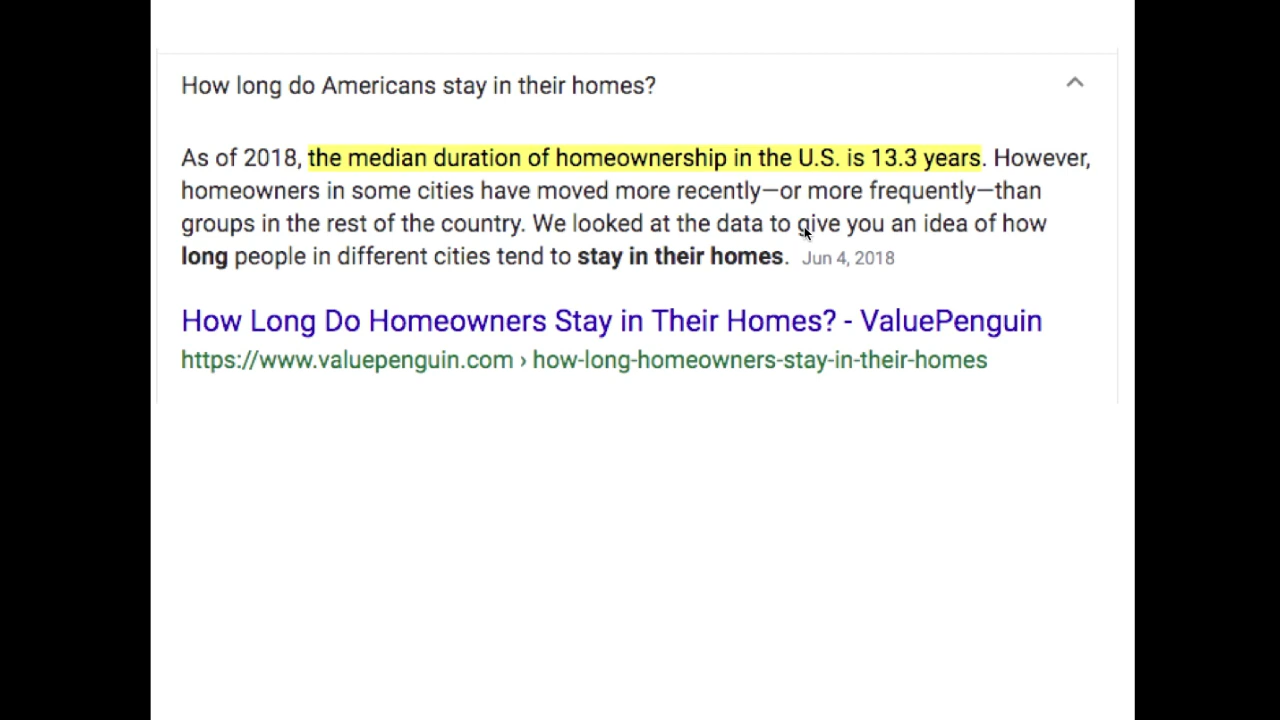 How long do Americans stay in their homes?
As of 2018, the median duration of homeownership in the U.S. is 13.3 years. However,
homeowners in some cities have moved more recently—or more frequently—than
groups in the rest of the country. We looked at the data to give you an idea of how
long people in different cities tend to stay in their homes. Jun 4, 2018
How Long Do Homeowners Stay in Their Homes? - ValuePenguin
https://www.valuepenguin.com › how-long-homeowners-stay-in-their-homes